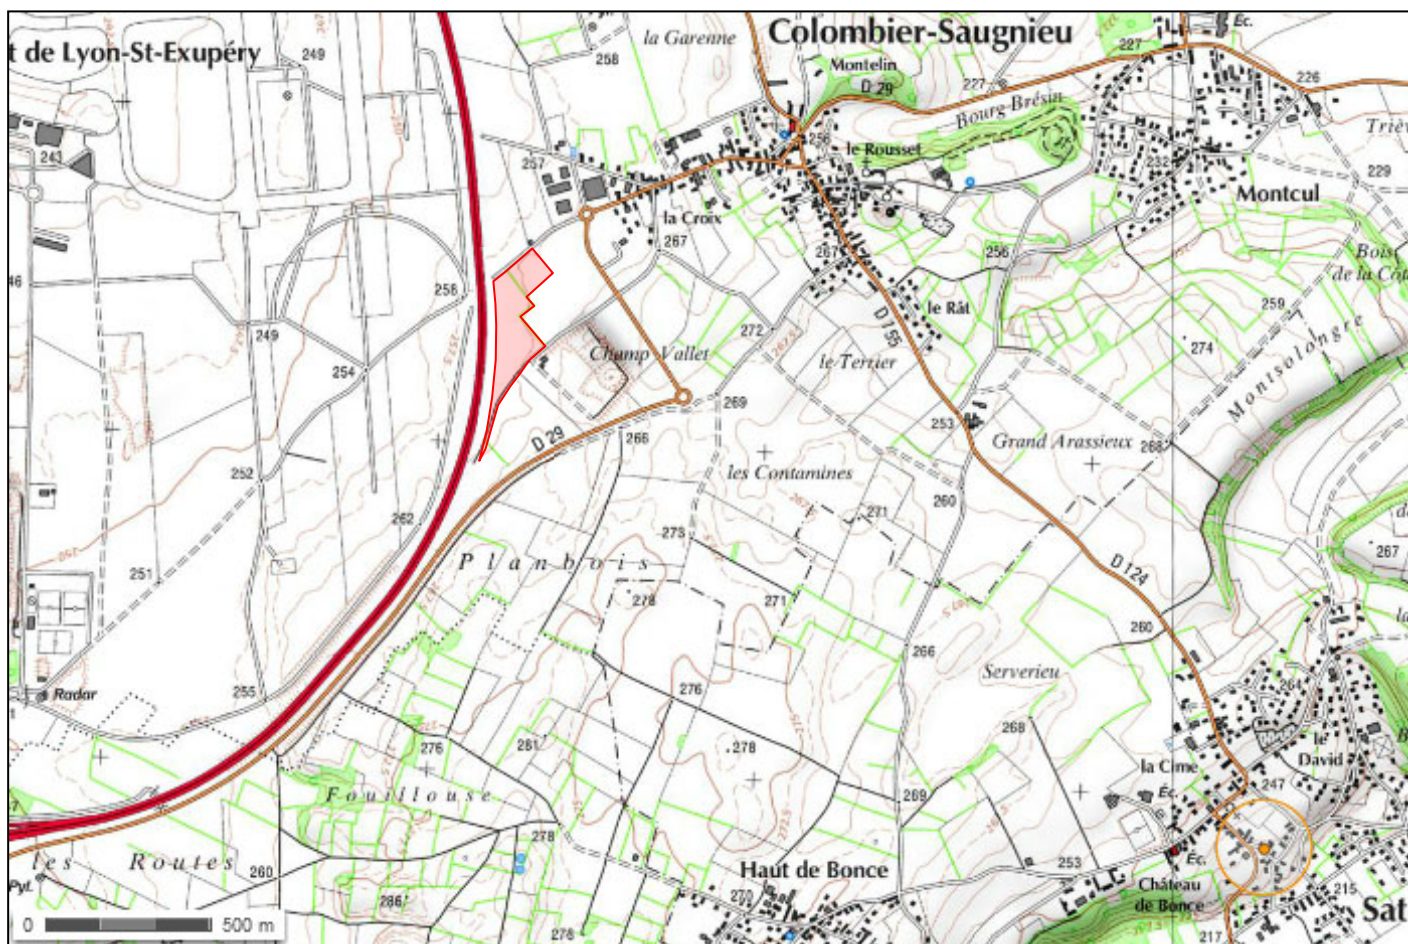 Colombier-Saugnieu
t de Lyon-St-Exupéry
la Garenne
Montelin
D 29
Bourg-Brésin
le Rousset
Montcul
la Croix
Bois
de la Côte
le Rât
D 155
Champ Vallet
le Terrier
Montsolongre
D 29
Grand Arassieux
les Contamines
Planbois
D 124
Serverieu
Radar
la Cime
le
David
Fouillouse
Éc.
les Routes
Haut de Bonce
Château
de Bonce
Éc.
Pyl.
Sat
249
258
227
227
226
243
257
256
232
229
267
267
256
258
249
272
259
274
254
269
253
268
266
252
260
262
271
273
267
251
278
271
260
266
276
255
268
281
278
276
269
247
278
253
260
286
270
215
217
278
0 500 m